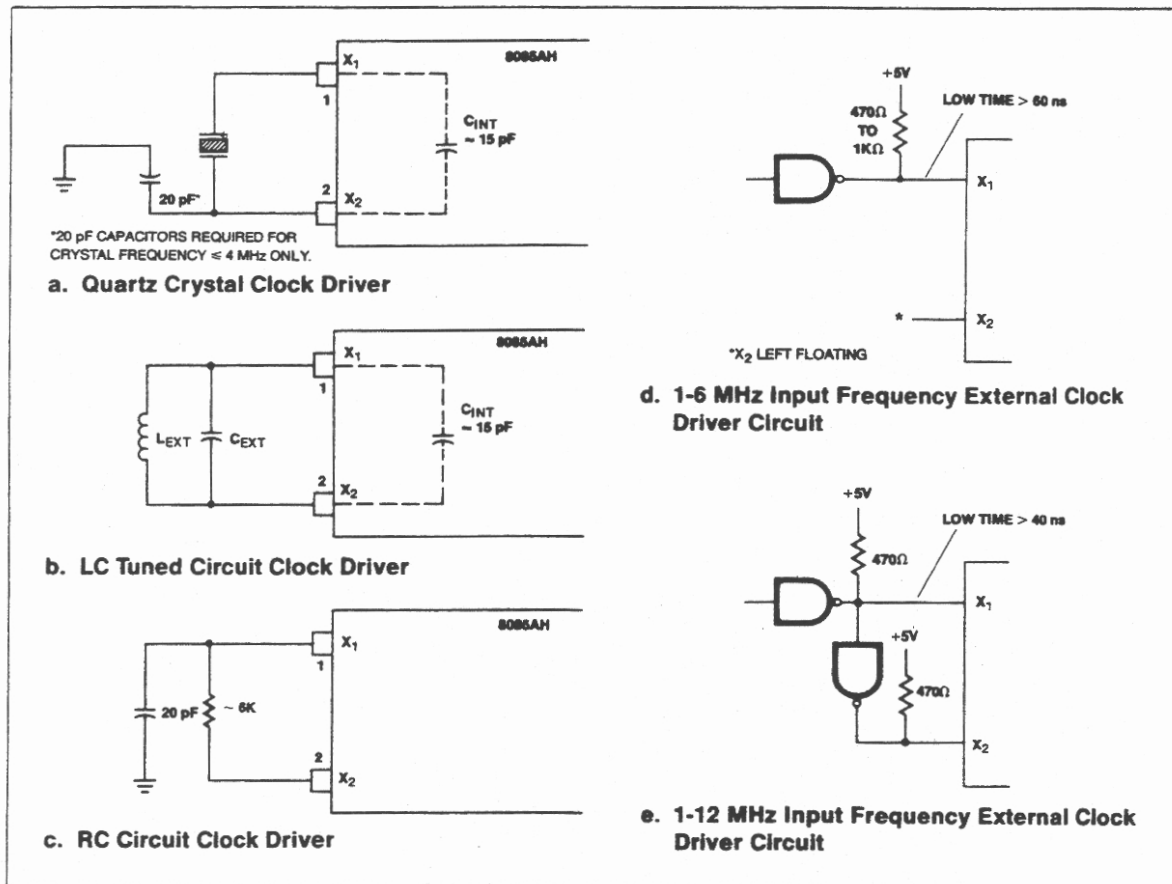 8085AH
X1
1
CINT
~ 15 pF
20 pF*
2
X2
*20 pF CAPACITORS REQUIRED FOR
CRYSTAL FREQUENCY ≤ 4 MHz ONLY.
a. Quartz Crystal Clock Driver
8085AH
X1
1
LEXT
CEXT
CINT
~ 15 pF
2
X2
b. LC Tuned Circuit Clock Driver
8085AH
X1
1
20 pF
~ 6K
2
X2
c. RC Circuit Clock Driver
+5V
470Ω
TO
1KΩ
LOW TIME > 60 ns
X1
*
X2
*X2 LEFT FLOATING
d. 1-6 MHz Input Frequency External Clock
Driver Circuit
+5V
LOW TIME > 40 ns
470Ω
X1
+5V
470Ω
X2
e. 1-12 MHz Input Frequency External Clock
Driver Circuit